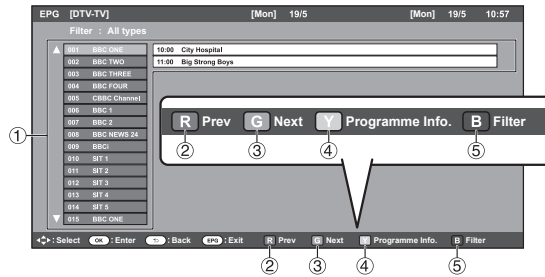 EPG [DTV-TV] [Mon] 19/5 [Mon] 19/5 10:57
Filter : All types
001 BBC ONE
002 BBC TWO
003 BBC THREE
004 BBC FOUR
005 CBBC Channel
006 BBC 1
007 BBC 2
008 BBC NEWS 24
009 BBCi
010 SIT 1
011 SIT 2
012 SIT 3
013 SIT 4
014 SIT 5
015 BBC ONE
10:00 City Hospital
11:00 Big Strong Boys
R Prev G Next Y Programme Info. B Filter
② ③ ④ ⑤
①
: Select OK : Enter : Back EPG : Exit R Prev G Next Y Programme Info. B Filter
② ③ ④ ⑤